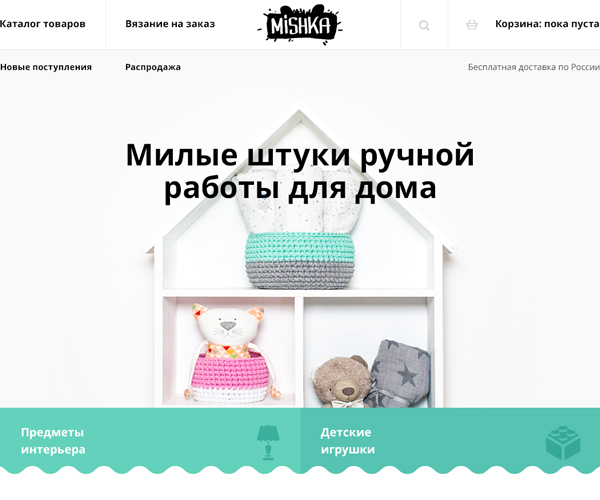 Каталог товаров
Вязание на заказ
MiSHKA
Корзина: пока пуста
Новые поступления
Распродажа
Бесплатная доставка по России
Милые штуки ручной
работы для дома
Предметы
интерьера
Детские
игрушки